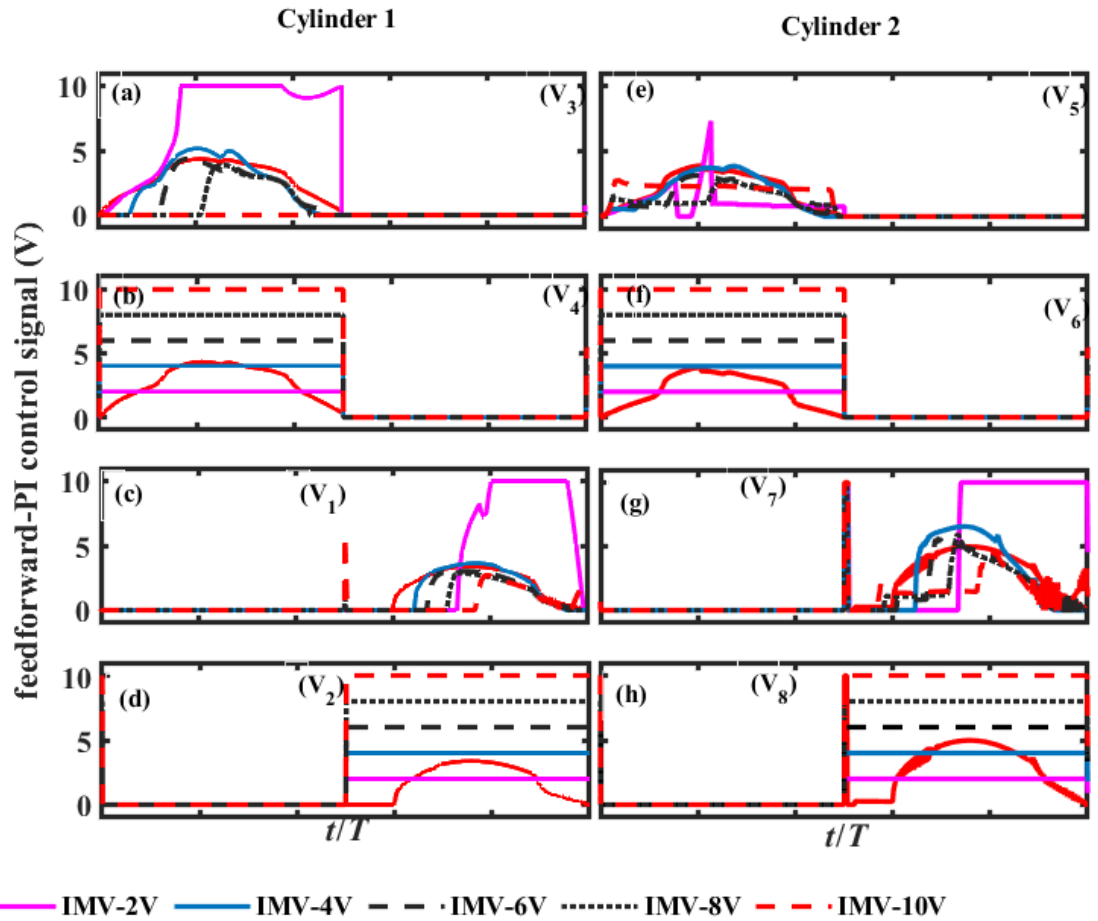 Cylinder 1
Cylinder 2
feedforward-PI control signal (V)
10
5
0
(a)
(V3)
(e)
(V5)
10
5
0
(b)
(V4)
(f)
(V6)
10
5
0
(c)
(V1)
(g)
(V7)
10
5
0
(d)
(V2)
(h)
(V8)
t/T
t/T
IMV-2V
IMV-4V
IMV-6V
IMV-8V
IMV-10V